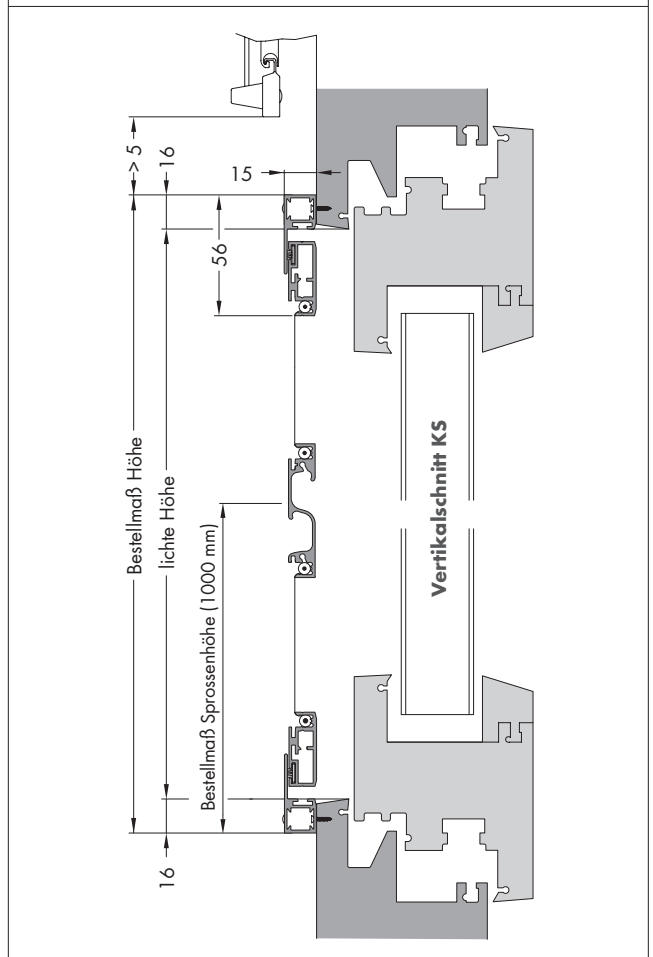 > 5
16
15
56
Bestellmaß Höhe
lichte Höhe
Bestellmaß Sprossenhöhe (1000 mm)
Vertikalschnitt KS
16